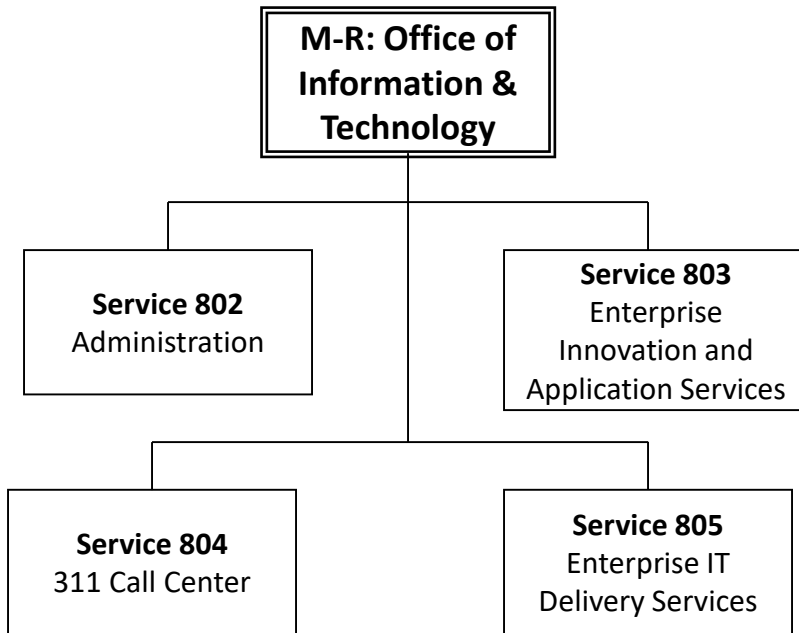 M-R: Office of
Information &
Technology
Service 802
Administration
Service 803
Enterprise
Innovation and
Application Services
Service 804
311 Call Center
Service 805
Enterprise IT
Delivery Services